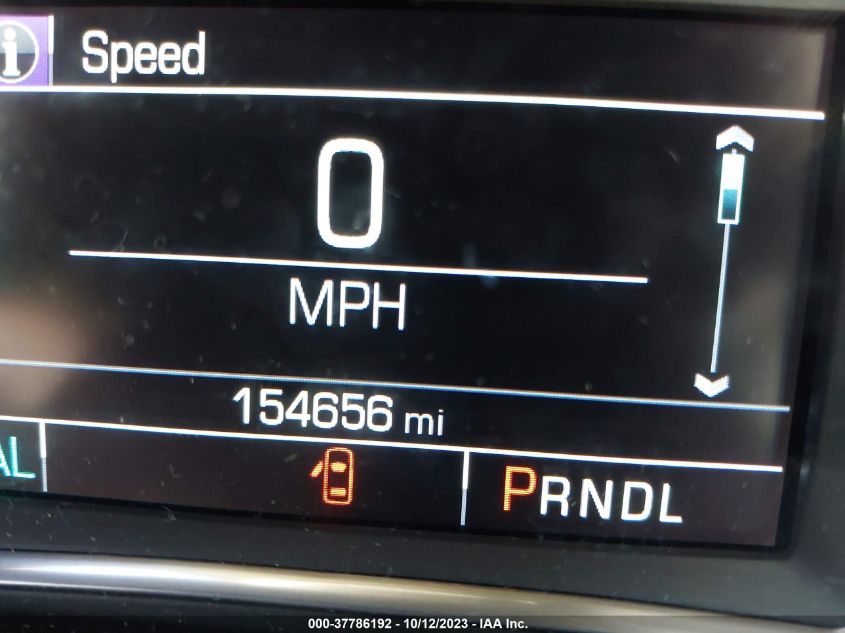 i Speed
0
MPH
154656 mi
AL PRNDL
000-37786192 - 10/12/2023 - IAA Inc.